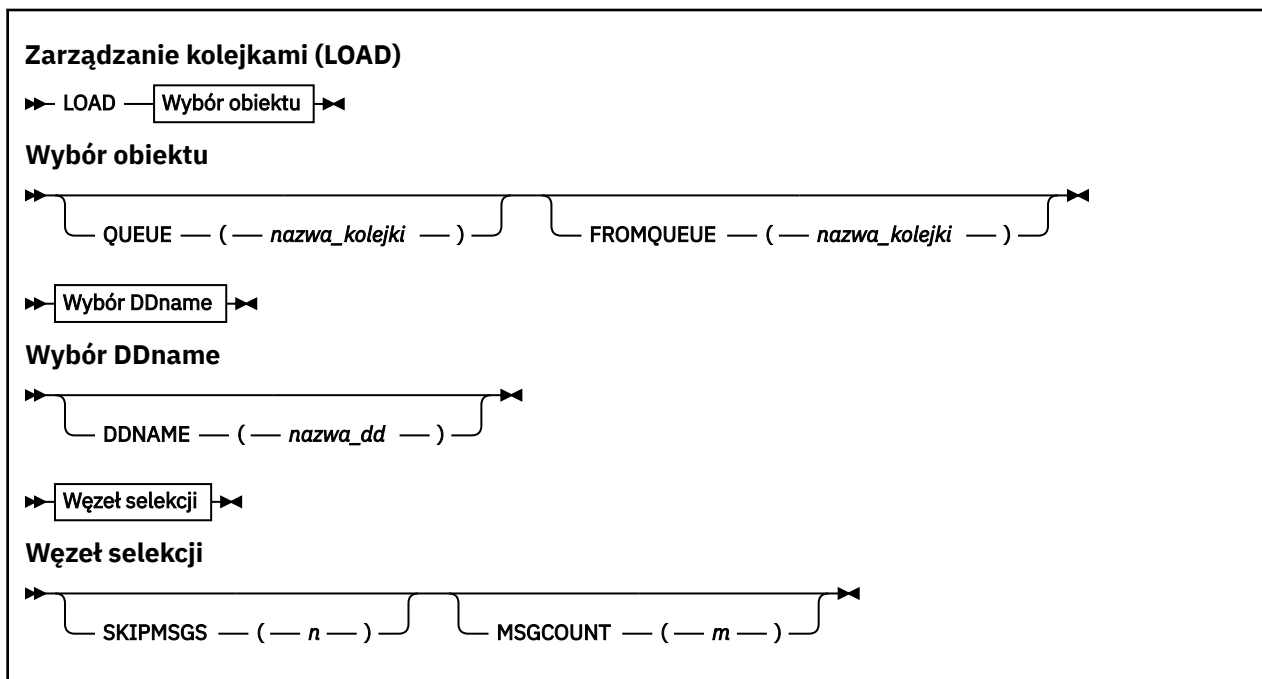 Zarządzanie kolejkami (LOAD)
LOAD Wybór obiektu
Wybór obiektu
QUEUE ( nazwa_kolejki ) FROMQUEUE ( nazwa_kolejki )
Wybór DDname
Wybór DDname
DDNAME ( nazwa_dd )
Węzeł selekcji
Węzeł selekcji
SKIPMSGS ( n ) MSGCOUNT ( m )